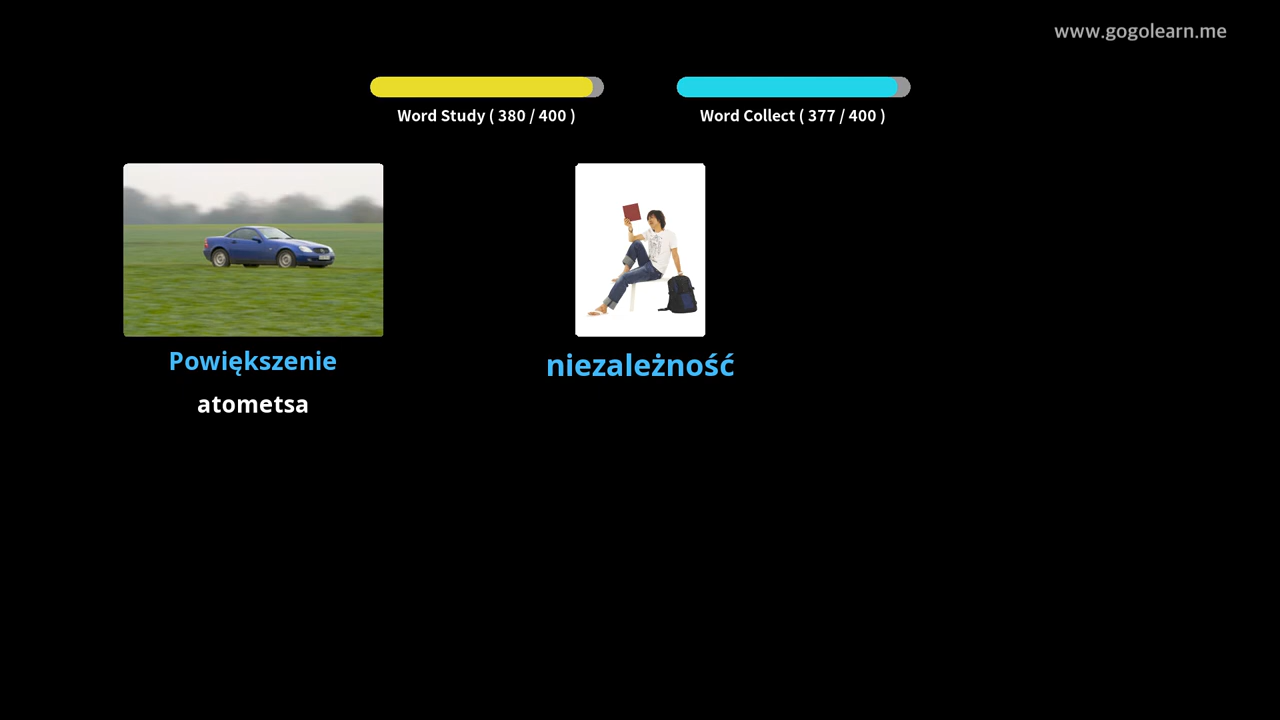 www.gogolearn.me
Word Study ( 380 / 400 )
Word Collect ( 377 / 400 )
Powiększenie
atometsa
niezależność